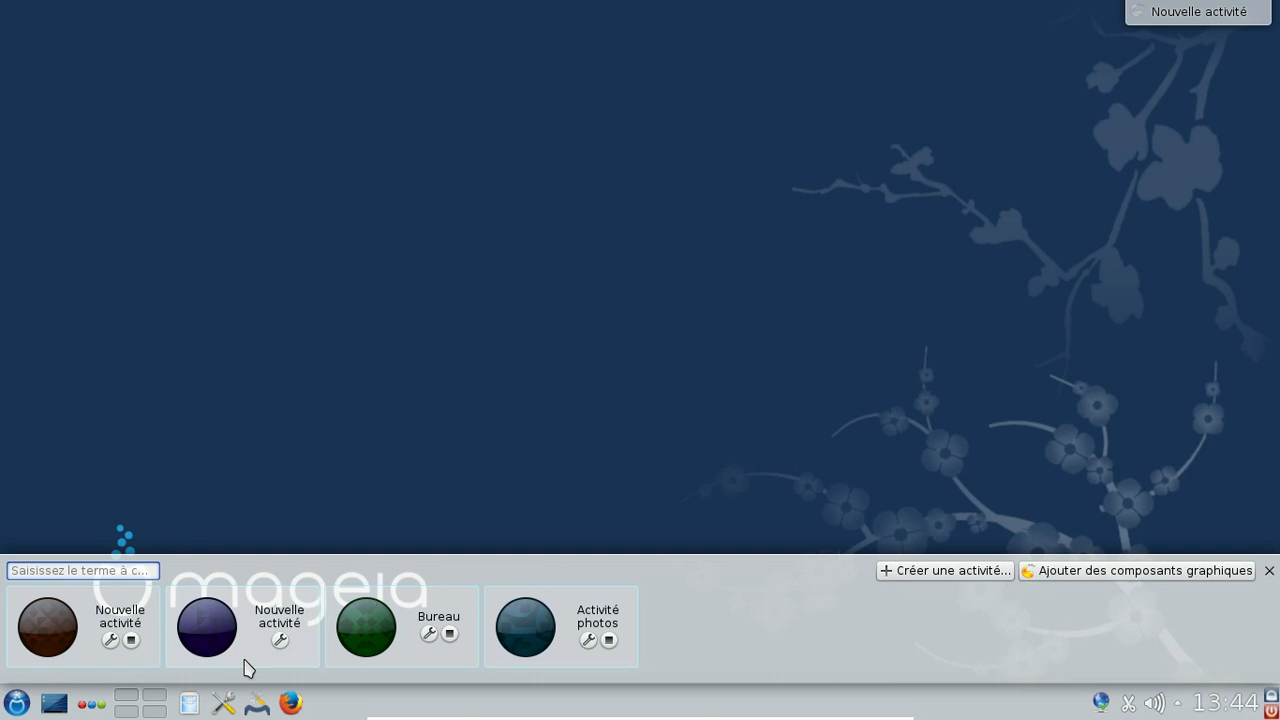 Nouvelle activité
Saisissez le terme à c...
Créer une activité...
Ajouter des composants graphiques
mageia
Nouvelle
activité
Nouvelle
activité
Bureau
Activité
photos
13:44